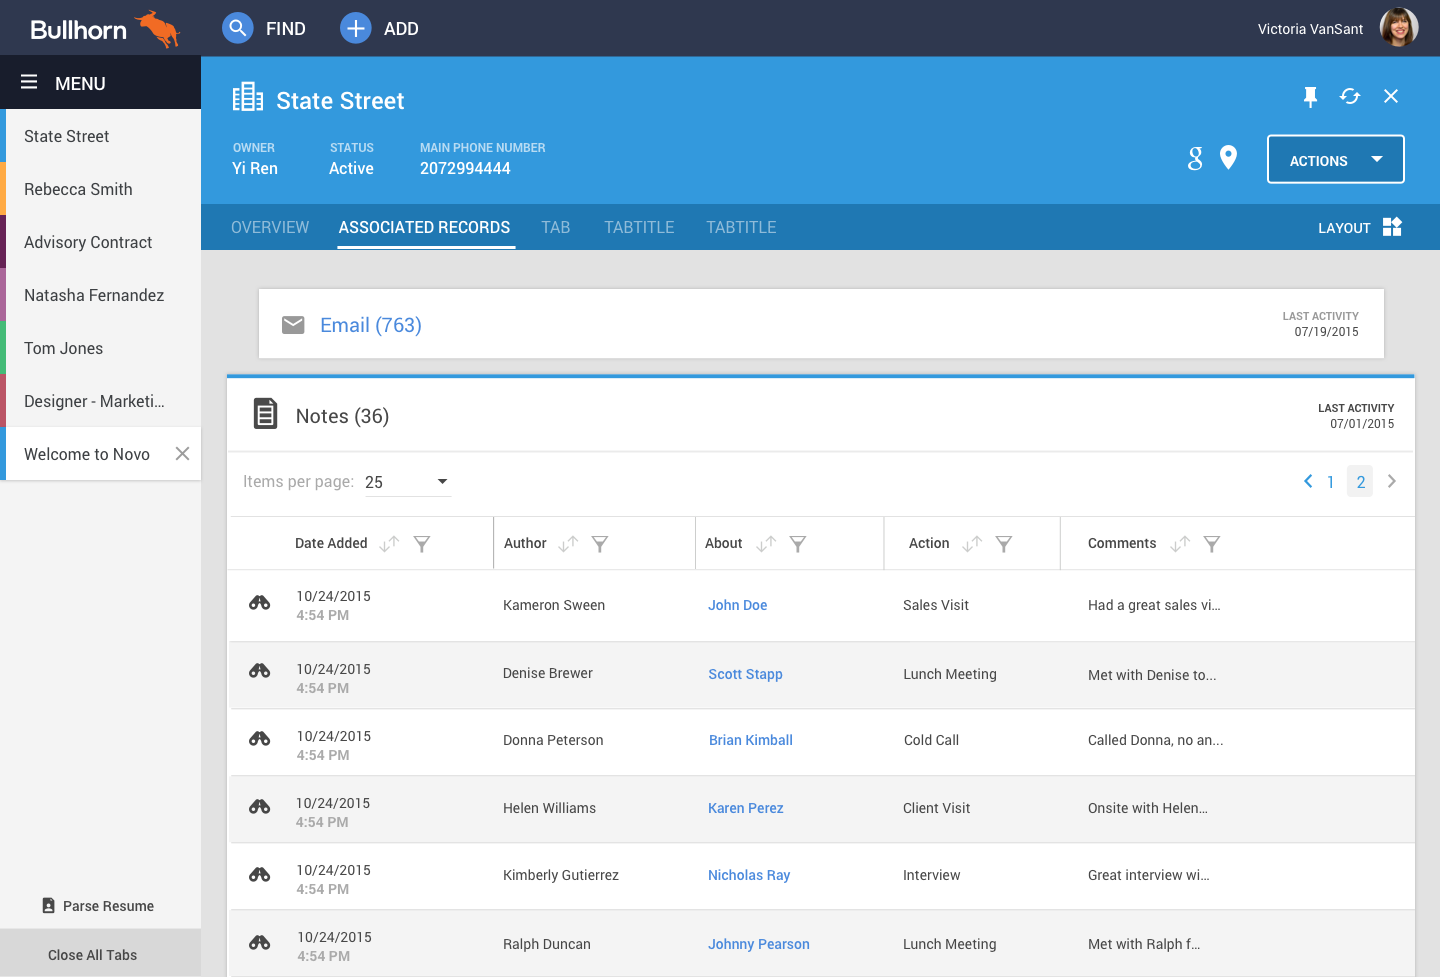 Bullhorn
FIND
ADD
Victoria VanSant
MENU
State Street
Rebecca Smith
Advisory Contract
Natasha Fernandez
Tom Jones
Designer - Marketi...
Welcome to Novo
Parse Resume
Close All Tabs
State Street
OWNER STATUS MAIN PHONE NUMBER
Yi Ren Active 2072994444
g
ACTIONS
OVERVIEW ASSOCIATED RECORDS TAB TABTITLE TABTITLE
LAYOUT
Email (763)
LAST ACTIVITY
07/19/2015
Notes (36)
LAST ACTIVITY
07/01/2015
Items per page: 25
1 2
Date Added Author About Action Comments
10/24/2015
4:54 PM
Kameron Sween John Doe Sales Visit Had a great sales vi...
10/24/2015
4:54 PM
Denise Brewer Scott Stapp Lunch Meeting Met with Denise to...
10/24/2015
4:54 PM
Donna Peterson Brian Kimball Cold Call Called Donna, no an...
10/24/2015
4:54 PM
Helen Williams Karen Perez Client Visit Onsite with Helen...
10/24/2015
4:54 PM
Kimberly Gutierrez Nicholas Ray Interview Great interview wi...
10/24/2015
4:54 PM
Ralph Duncan Johnny Pearson Lunch Meeting Met with Ralph f...